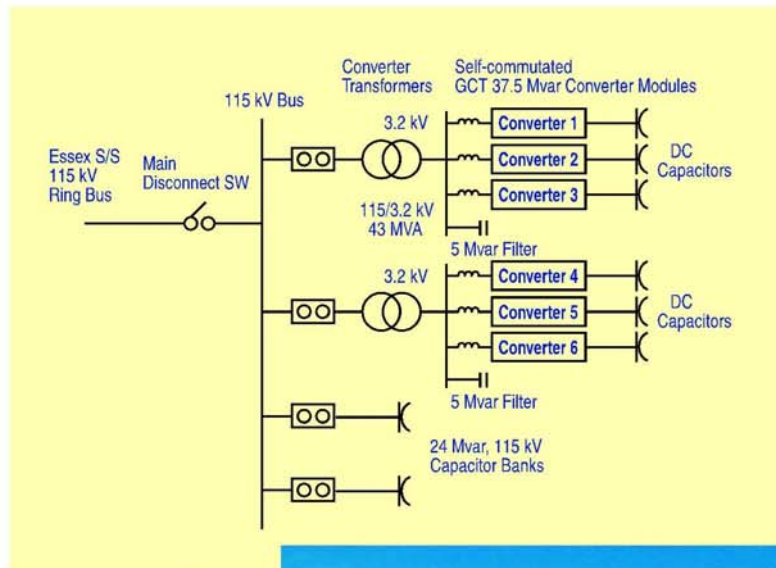 Converter
Transformers
Self-commutated
GCT 37.5 Mvar Converter Modules
115 kV Bus
3.2 kV
Converter 1
Essex S/S
115 kV
Ring Bus
Main
Disconnect SW
Converter 2
DC
Capacitors
Converter 3
115/3.2 kV
43 MVA
5 Mvar Filter
3.2 kV
Converter 4
Converter 5
DC
Capacitors
Converter 6
5 Mvar Filter
24 Mvar, 115 kV
Capacitor Banks